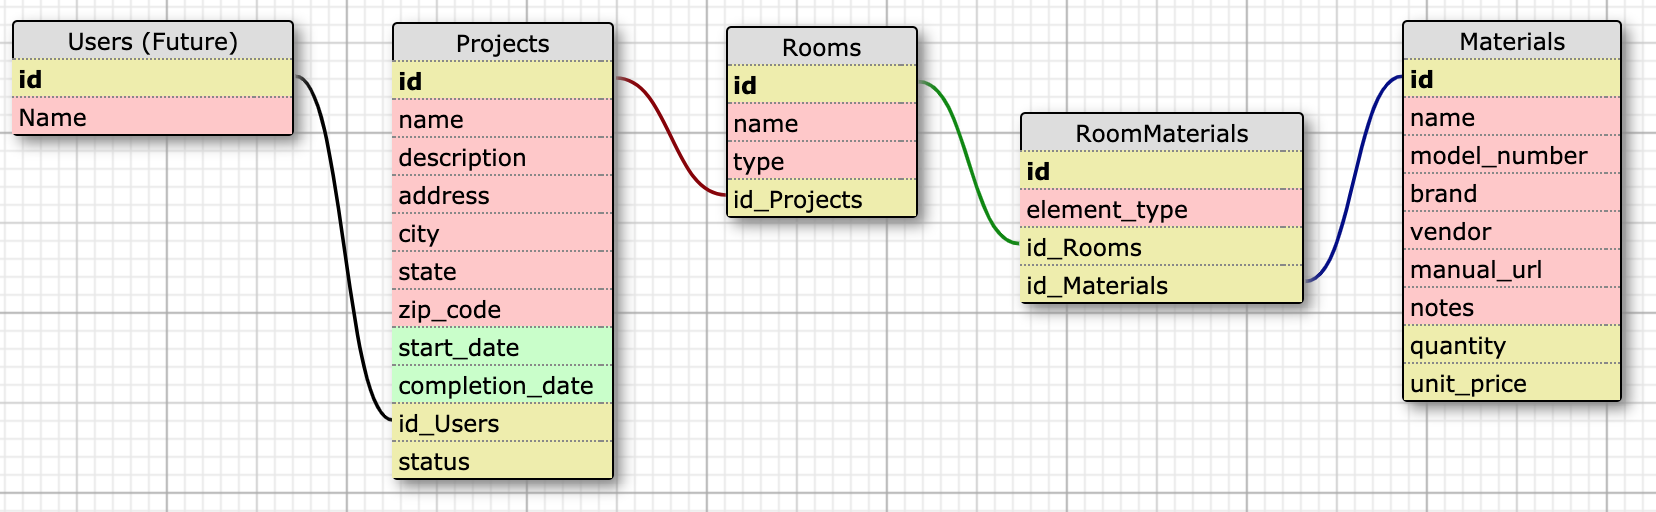 Users (Future)
id
Name
Projects
id
name
description
address
city
state
zip_code
start_date
completion_date
id_Users
status
Rooms
id
name
type
id_Projects
RoomMaterials
id
element_type
id_Rooms
id_Materials
Materials
id
name
model_number
brand
vendor
manual_url
notes
quantity
unit_price